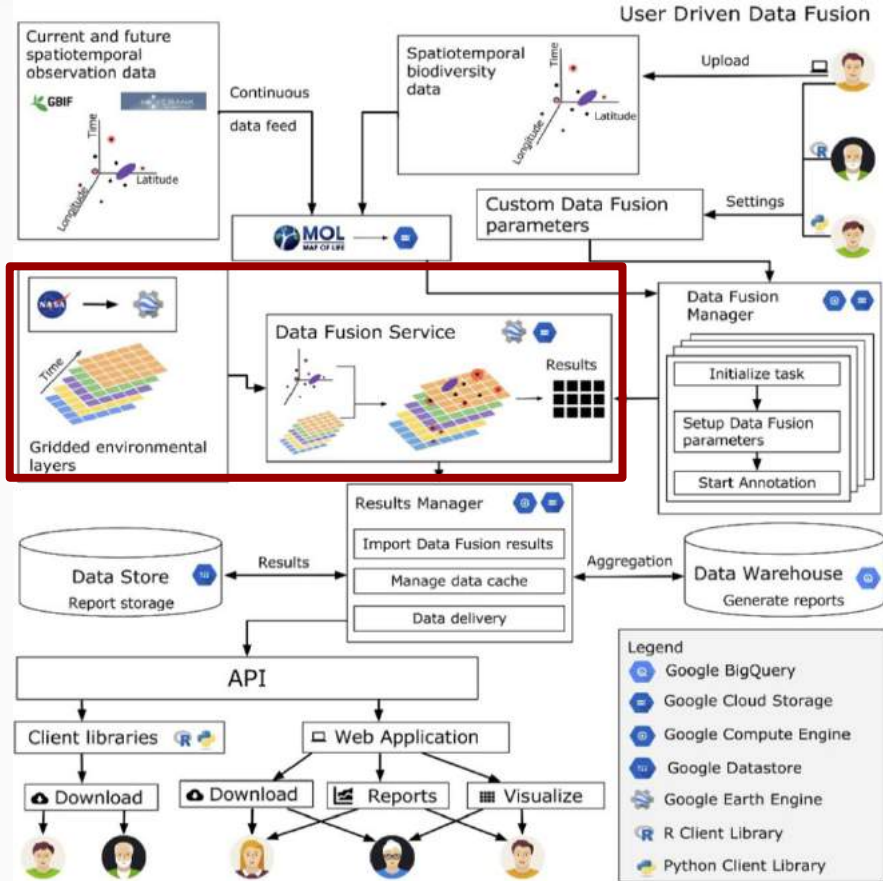 User Driven Data Fusion
Current and future
spatiotemporal
observation data
GBIF
Time
Latitude
Longitude
Continuous
data feed
Spatiotemporal
biodiversity
data
Time
Latitude
Longitude
Upload
R
Settings
Custom Data Fusion
parameters
MOL
MAP OF LIFE
NASA
Time
Gridded environmental
layers
Data Fusion Service
Results
Data Fusion
Manager
Initialize task
Setup Data Fusion
parameters
Start Annotation
Results Manager
Import Data Fusion results
Manage data cache
Data delivery
Data Store
Report storage
Results
Aggregation
Data Warehouse
Generate reports
API
Client libraries R
Web Application
Download
Download
Reports
Visualize
Legend
Google BigQuery
Google Cloud Storage
Google Compute Engine
Google Datastore
Google Earth Engine
R R Client Library
Python Client Library